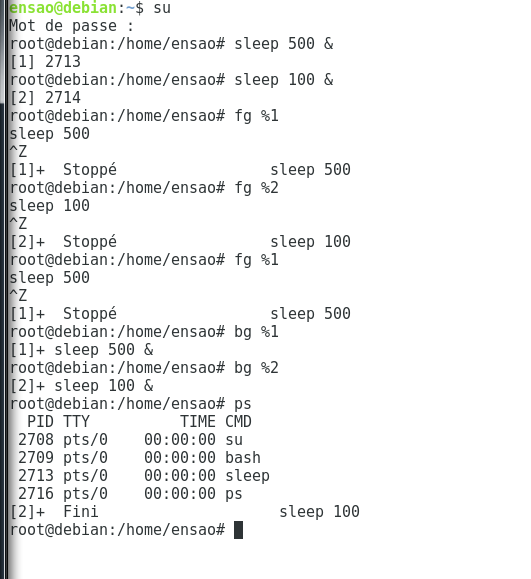 ensao@debian:~$ su
Mot de passe :
root@debian:/home/ensao# sleep 500 &
[1] 2713
root@debian:/home/ensao# sleep 100 &
[2] 2714
root@debian:/home/ensao# fg %1
sleep 500
^Z
[1]+  Stoppé                 sleep 500
root@debian:/home/ensao# fg %2
sleep 100
^Z
[2]+  Stoppé                 sleep 100
root@debian:/home/ensao# fg %1
sleep 500
^Z
[1]+  Stoppé                 sleep 500
root@debian:/home/ensao# bg %1
[1]+ sleep 500 &
root@debian:/home/ensao# bg %2
[2]+ sleep 100 &
root@debian:/home/ensao# ps
  PID TTY          TIME CMD
 2708 pts/0    00:00:00 su
 2709 pts/0    00:00:00 bash
 2713 pts/0    00:00:00 sleep
 2716 pts/0    00:00:00 ps
[2]+  Fini                    sleep 100
root@debian:/home/ensao#